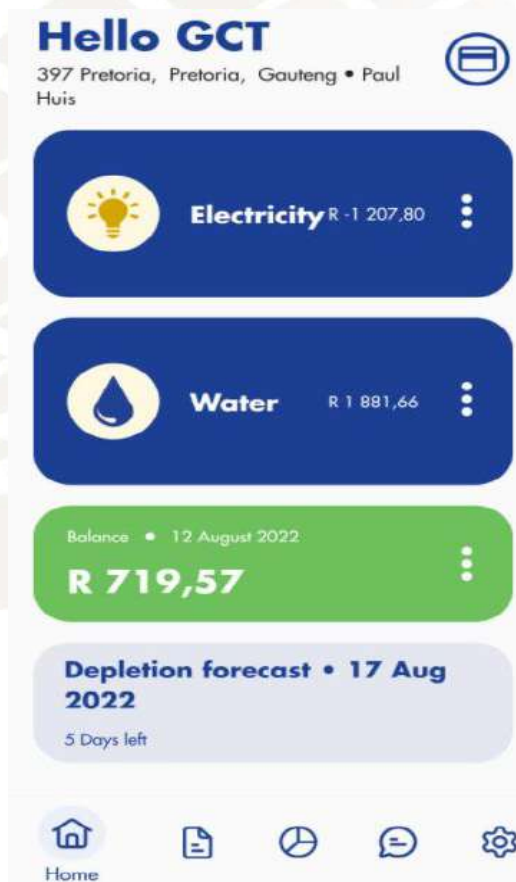 Hello GCT
397 Pretoria, Pretoria, Gauteng • Paul
Huis
Electricity R -1 207,80
Water R 1 881,66
Balance • 12 August 2022
R 719,57
Depletion forecast • 17 Aug
2022
5 Days left
Home